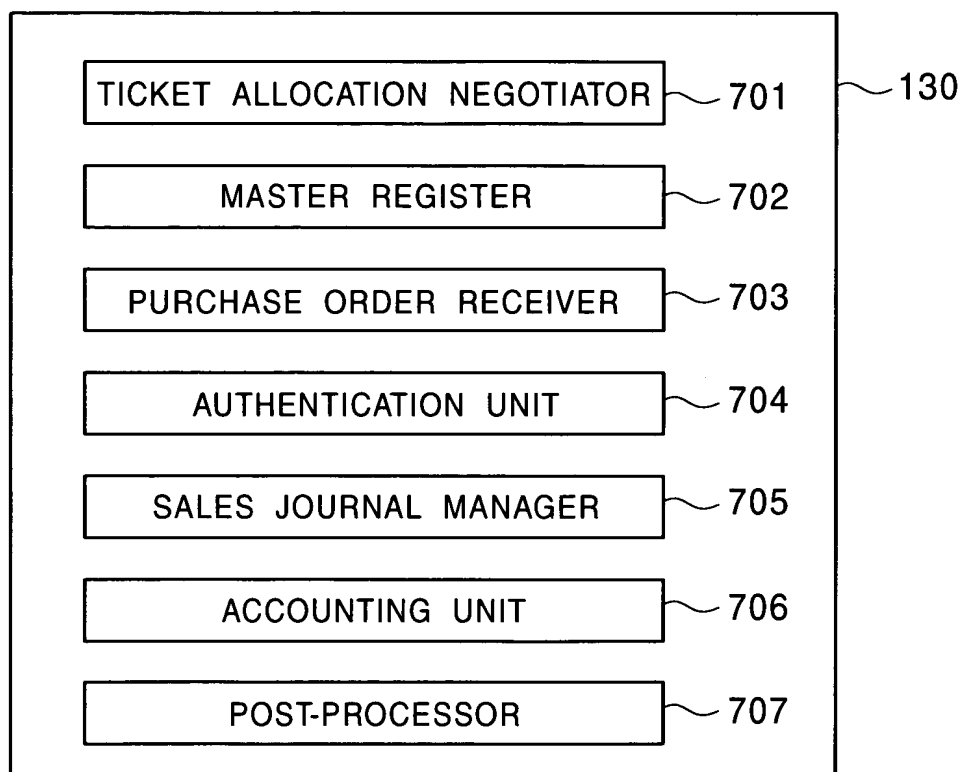 TICKET ALLOCATION NEGOTIATOR 701 130
MASTER REGISTER 702
PURCHASE ORDER RECEIVER 703
AUTHENTICATION UNIT 704
SALES JOURNAL MANAGER 705
ACCOUNTING UNIT 706
POST-PROCESSOR 707